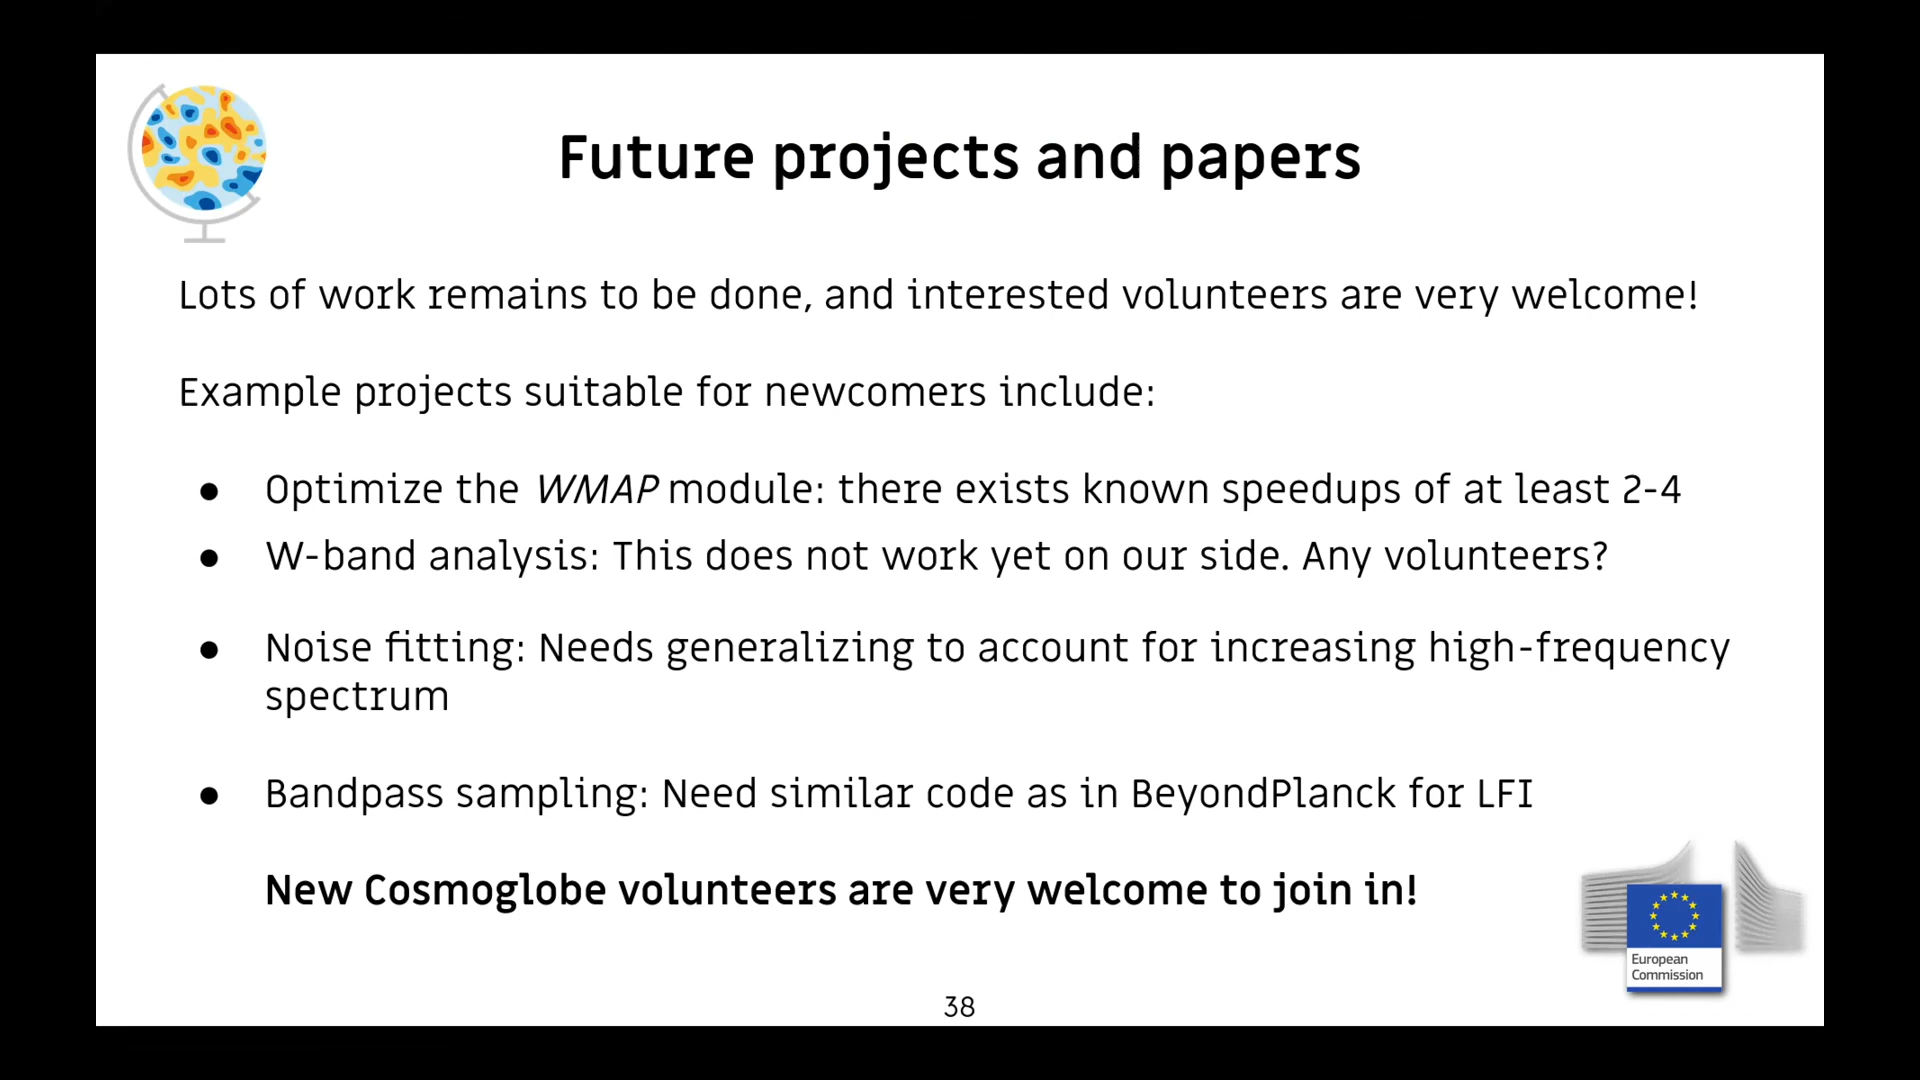 Future projects and papers
Lots of work remains to be done, and interested volunteers are very welcome!
Example projects suitable for newcomers include:
● Optimize the WMAP module: there exists known speedups of at least 2-4
● W-band analysis: This does not work yet on our side. Any volunteers?
● Noise fitting: Needs generalizing to account for increasing high-frequency
spectrum
● Bandpass sampling: Need similar code as in BeyondPlanck for LFI
New Cosmoglobe volunteers are very welcome to join in!
European
Commission
38